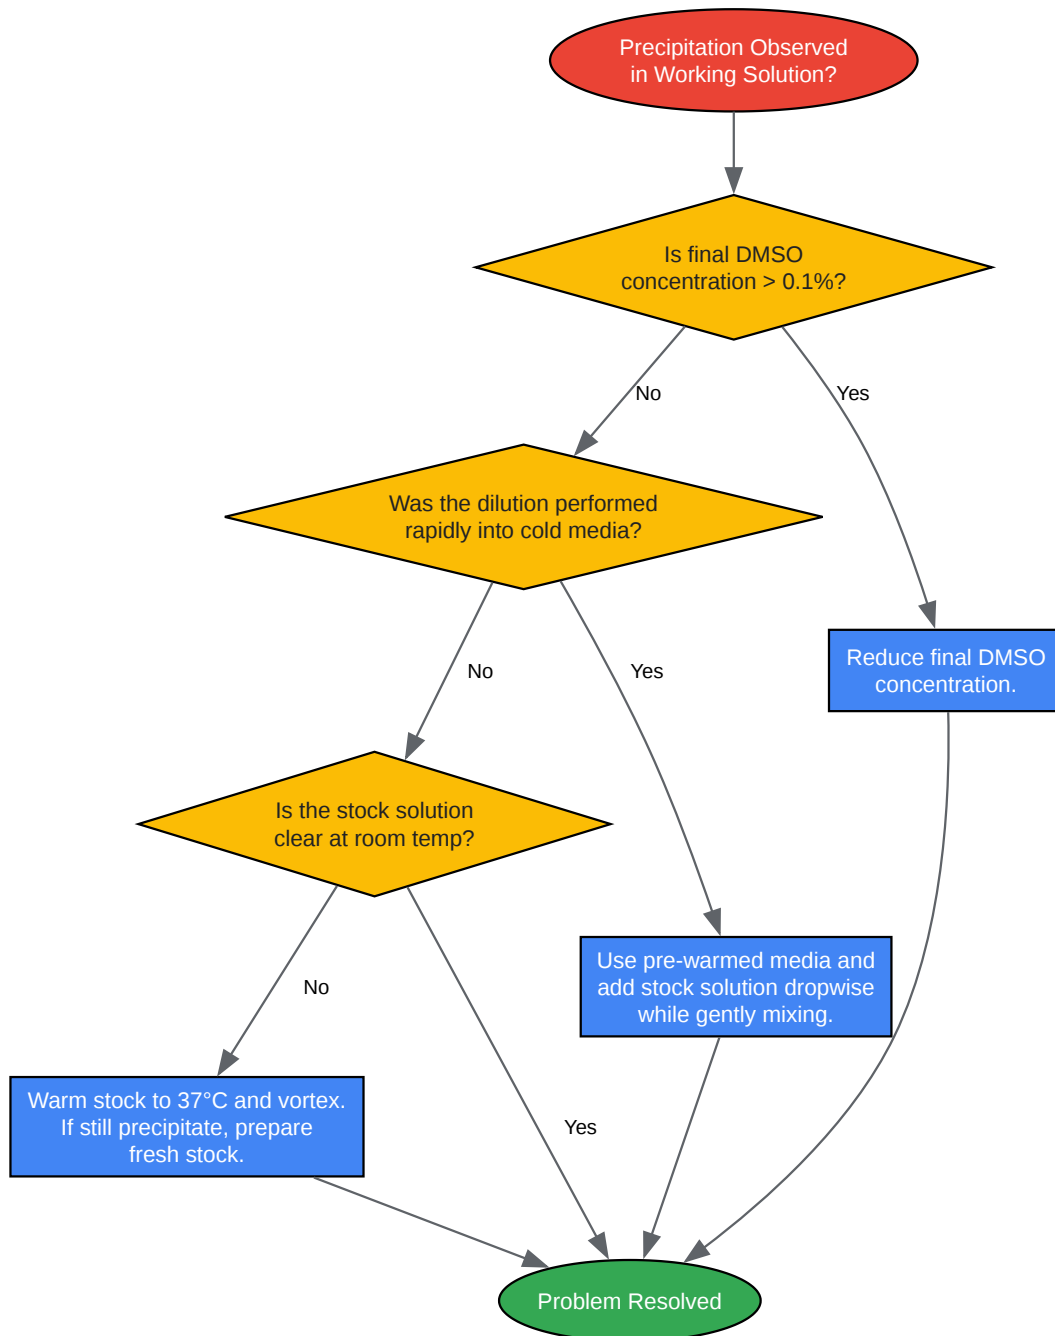 Precipitation Observed
in Working Solution?
Is final DMSO
concentration > 0.1%?
No
Yes
Was the dilution performed
rapidly into cold media?
No
Yes
Reduce final DMSO
concentration.
Is the stock solution
clear at room temp?
No
Yes
Use pre-warmed media and
add stock solution dropwise
while gently mixing.
Warm stock to 37°C and vortex.
If still precipitate, prepare
fresh stock.
Problem Resolved